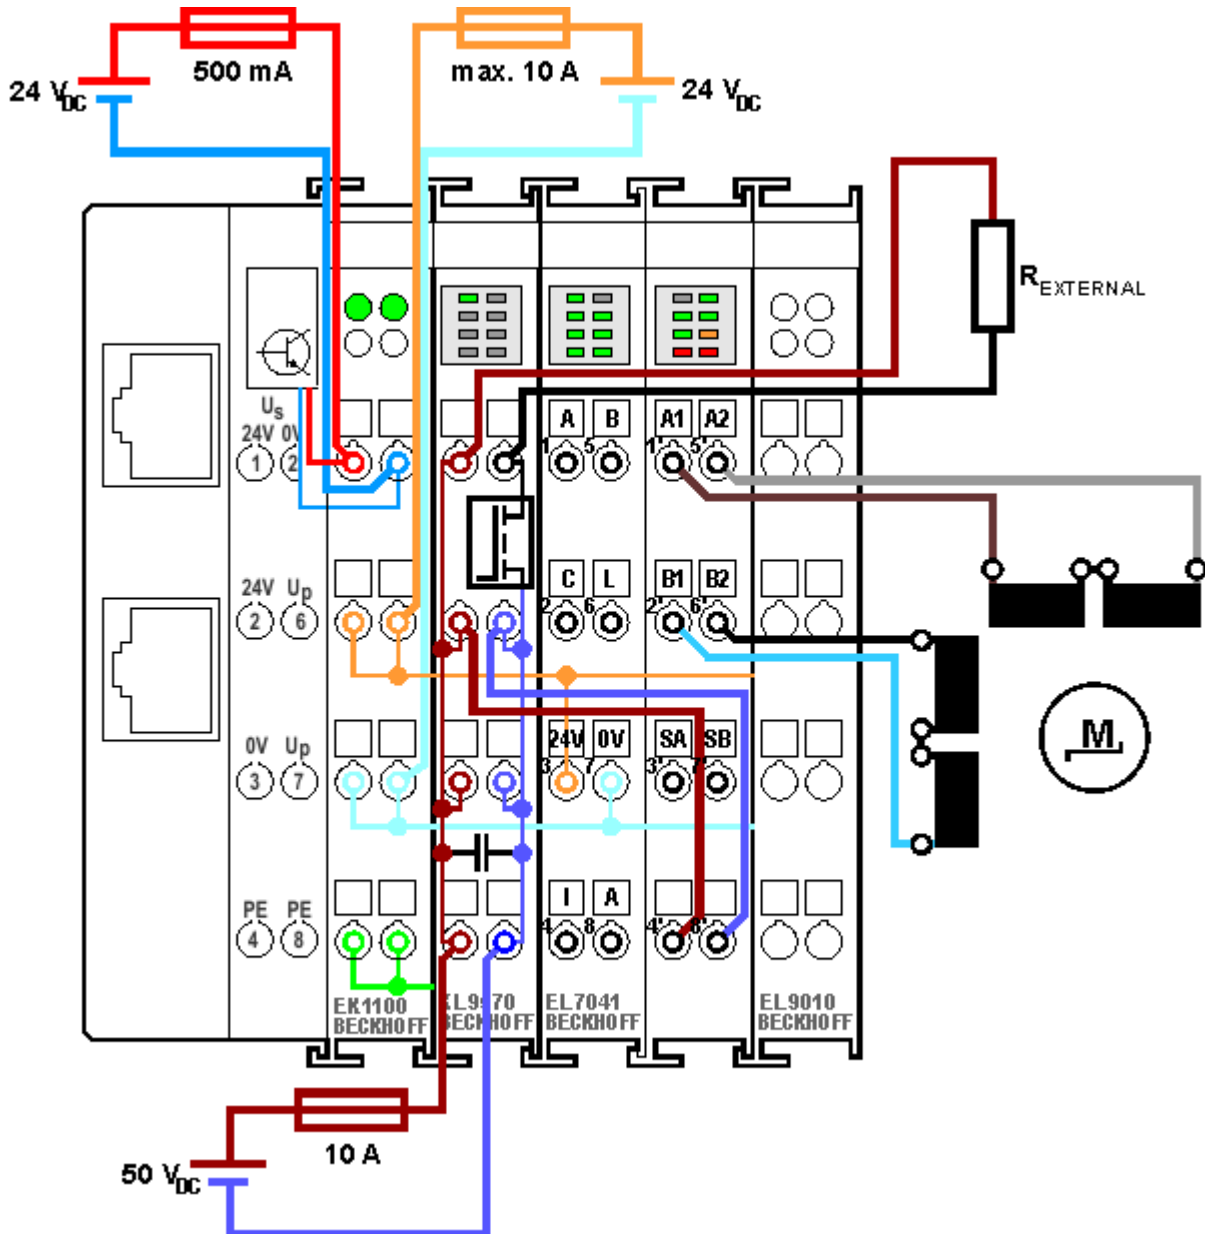 500 mA
max. 10 A
24 VDC
24 VDC
REXTERNAL
Us
24V 0V
1 2
A B
1 5
A1 A2
1' 5'
24V Up
2 6
C L
2 6
B1 B2
2' 6'
0V Up
3 7
24V 0V
3 7
SA SB
3' 7'
M
PE PE
4 8
I A
4 8
4' 8'
EK1100
BECKHOFF
BECKHOFF
EL7041
BECKHOFF
EL9010
BECKHOFF
10 A
50 VDC